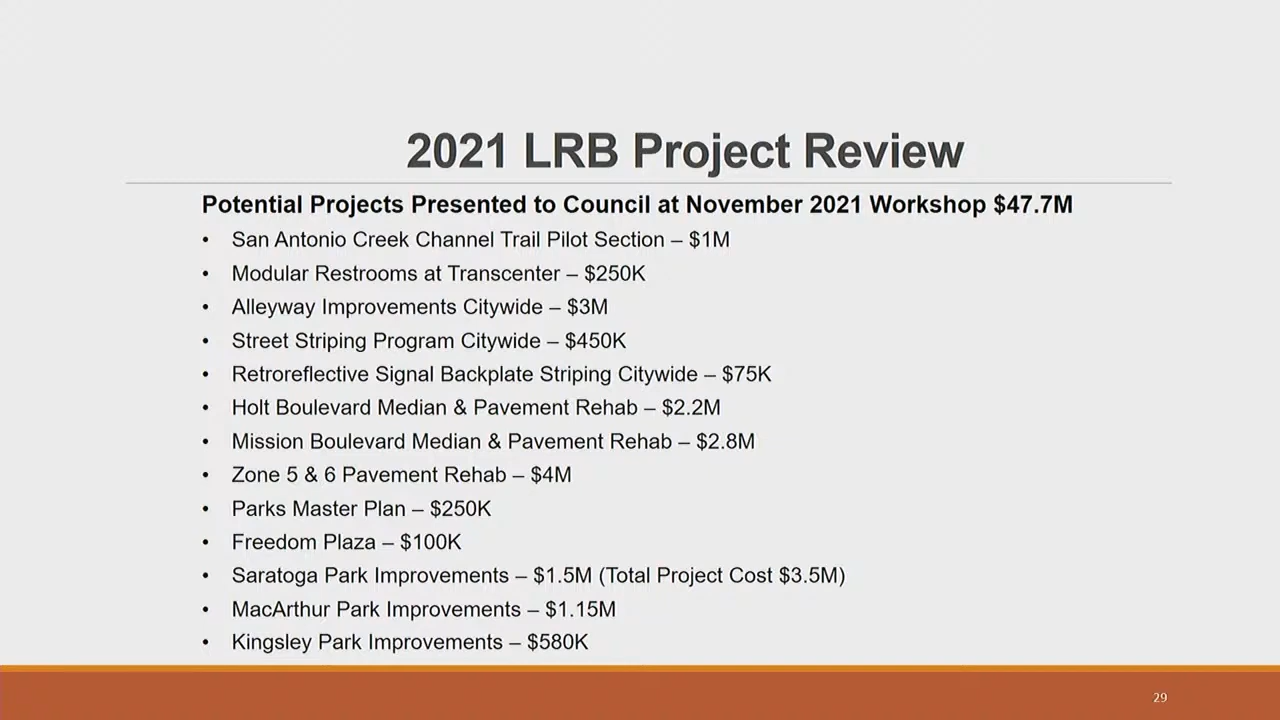 2021 LRB Project Review
Potential Projects Presented to Council at November 2021 Workshop $47.7M
• San Antonio Creek Channel Trail Pilot Section – $1M
• Modular Restrooms at Transcenter – $250K
• Alleyway Improvements Citywide – $3M
• Street Striping Program Citywide – $450K
• Retroreflective Signal Backplate Striping Citywide – $75K
• Holt Boulevard Median & Pavement Rehab – $2.2M
• Mission Boulevard Median & Pavement Rehab – $2.8M
• Zone 5 & 6 Pavement Rehab – $4M
• Parks Master Plan – $250K
• Freedom Plaza – $100K
• Saratoga Park Improvements – $1.5M (Total Project Cost $3.5M)
• MacArthur Park Improvements – $1.15M
• Kingsley Park Improvements – $580K
29